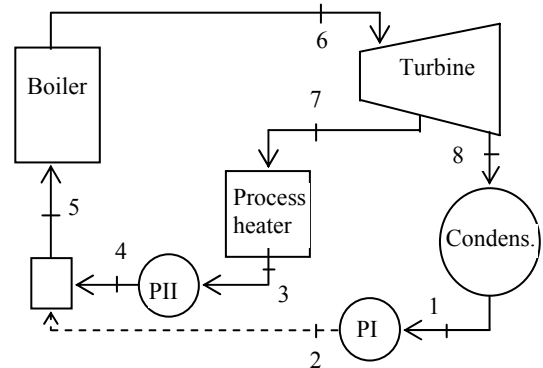 6
Boiler
Turbine
7
8
Process
heater
5
4
3
PII
Condens.
1
2
PI